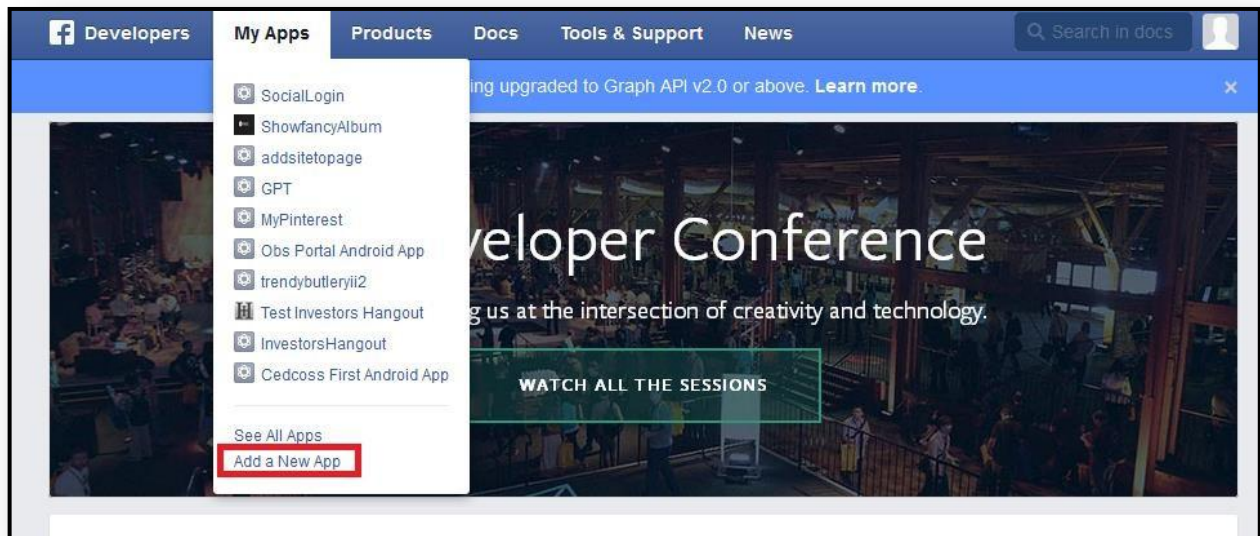 Developers My Apps Products Docs Tools & Support News Search in docs
ing upgraded to Graph API v2.0 or above. Learn more.
SocialLogin
ShowfancyAlbum
addsitetopage
GPT
MyPinterest
Obs Portal Android App
trendybutleryii2
Test Investors Hangout
InvestorsHangout
Cedcoss First Android App
See All Apps
Add a New App
veloper Conference
g us at the intersection of creativity and technology.
WATCH ALL THE SESSIONS